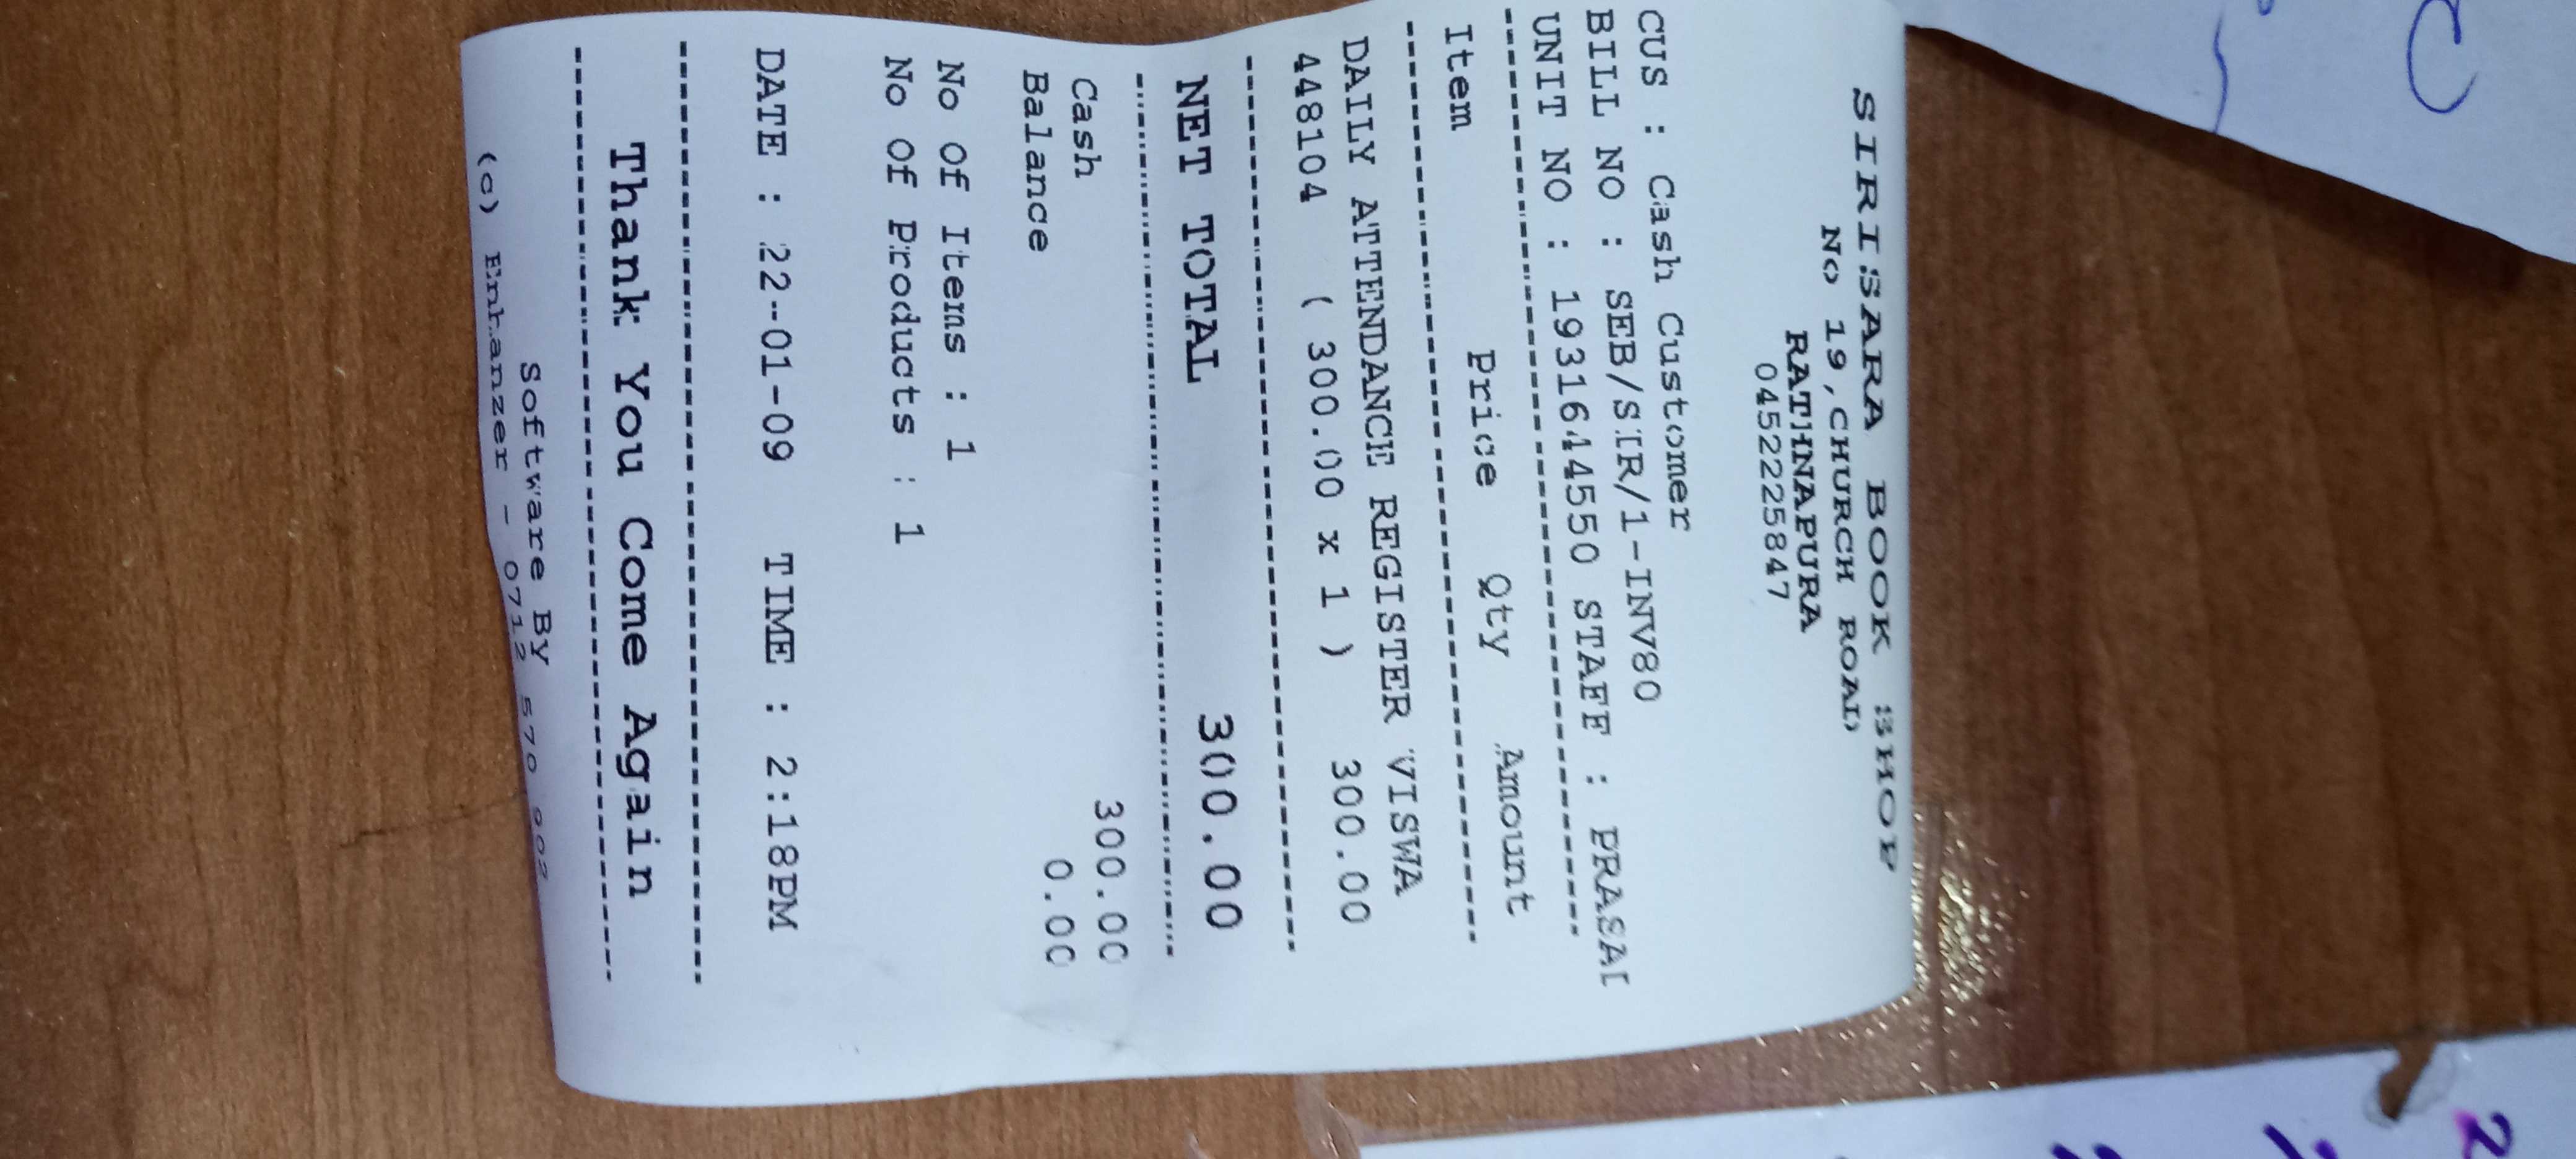 SIRISARA BOOK SHOP
NO 19,CHURCH ROAD
RATHNAPURA
0452225847
CUS : Cash Customer
BILL NO : SEB/SIR/1-INV80
UNIT NO : 1931644550 STAFF : PRASAD
Item Price Qty Amount
DAILY ATTENDANCE REGISTER VISWA
448104 ( 300.00 x 1 ) 300.00
NET TOTAL 300.00
Cash 300.00
Balance 0.00
No Of Items : 1
No Of Products : 1
DATE : 22-01-09 TIME : 2:18PM
Thank You Come Again
Software By
(c) Enhanzer - 0712 570 902
2